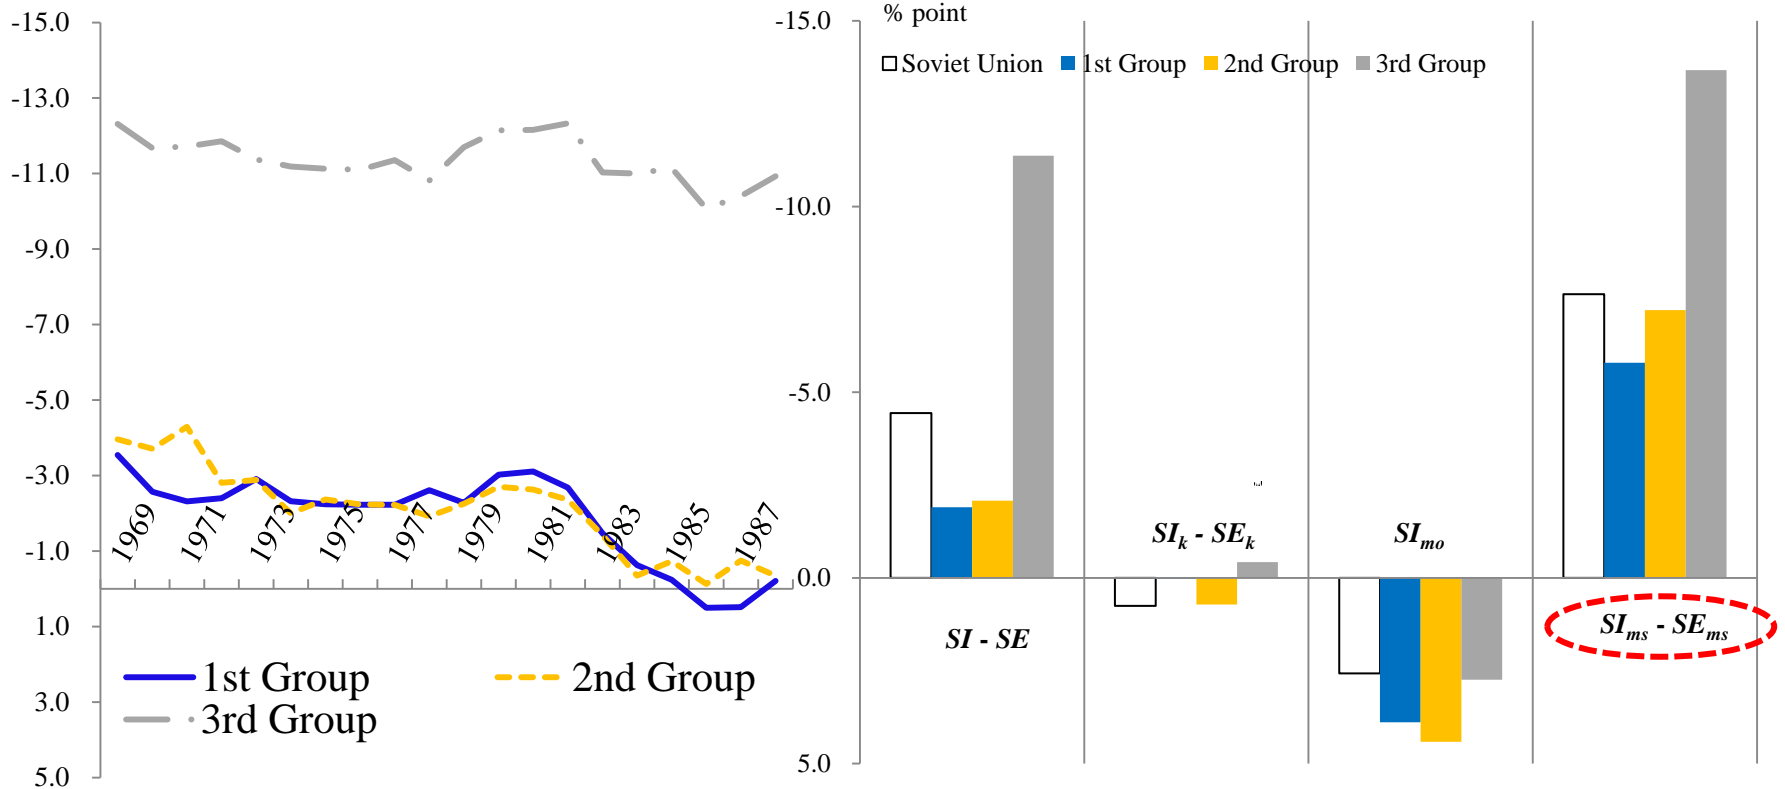 -15.0
-13.0
-11.0
-9.0
-7.0
-5.0
-3.0
-1.0
1.0
3.0
5.0
1969
1971
1973
1975
1977
1979
1981
1983
1985
1987
1st Group
2nd Group
3rd Group
% point
-15.0
-10.0
-5.0
0.0
5.0
Soviet Union
1st Group
2nd Group
3rd Group
SI - SE
SIk - SEk
SImo
SIms - SEms